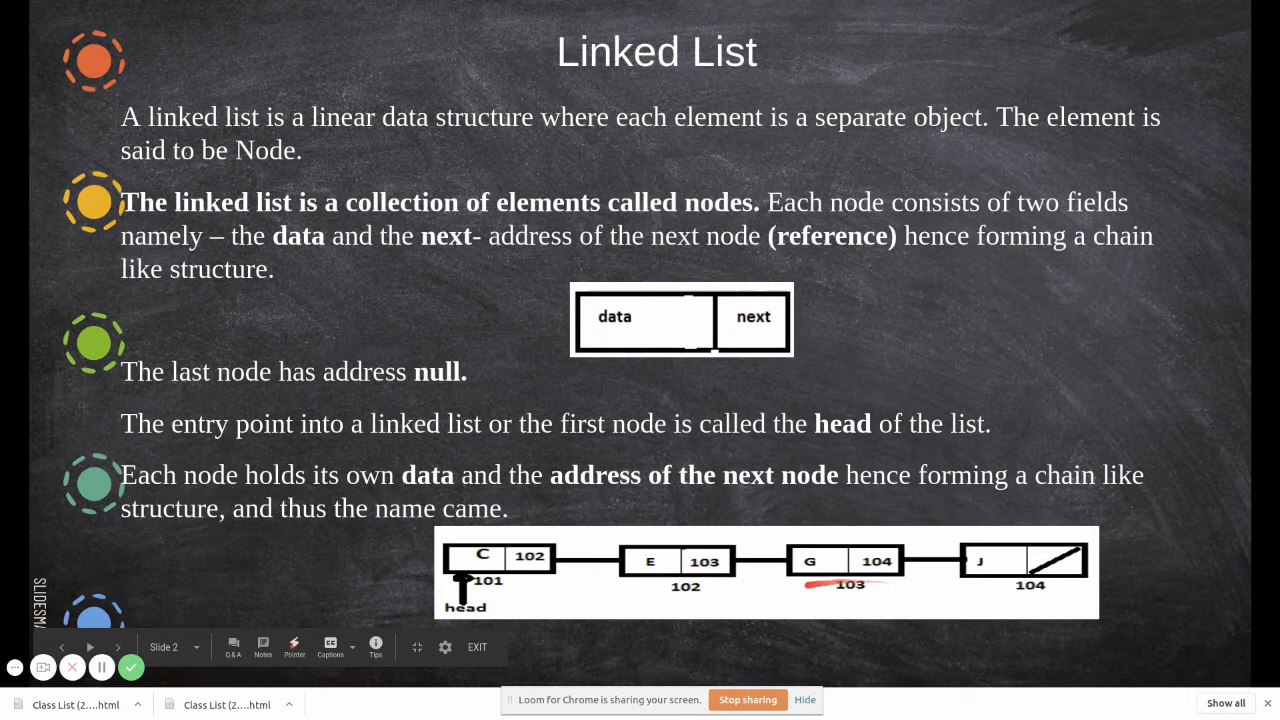 Linked List
A linked list is a linear data structure where each element is a separate object. The element is
said to be Node.
The linked list is a collection of elements called nodes. Each node consists of two fields
namely – the data and the next- address of the next node (reference) hence forming a chain
like structure.
data next
The last node has address null.
The entry point into a linked list or the first node is called the head of the list.
Each node holds its own data and the address of the next node hence forming a chain like
structure, and thus the name came.
C 102 E 103 G 104 J
101 102 103 104
head
Slide 2 Q & A Notes Pointer Captions Tips EXIT
Loom for Chrome is sharing your screen. Stop sharing Hide
Class List (2....html Class List (2....html Show all